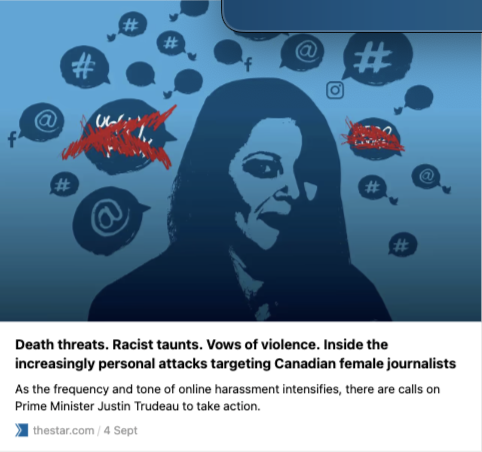 #
#
#
@
f
#
@
f
@
#
#
@
#
Death threats. Racist taunts. Vows of violence. Inside the
increasingly personal attacks targeting Canadian female journalists
As the frequency and tone of online harassment intensifies, there are calls on
Prime Minister Justin Trudeau to take action.
thestar.com / 4 Sept